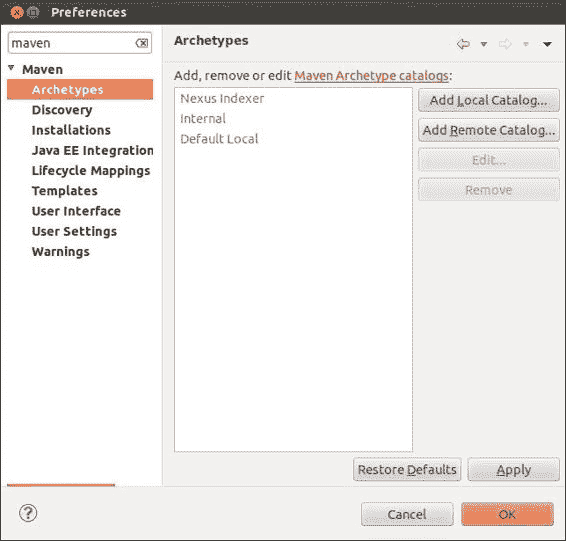 Preferences
maven
Archetypes
Maven
Archetypes
Discovery
Installations
Java EE Integration
Lifecycle Mappings
Templates
User Interface
User Settings
Warnings
Add, remove or edit Maven Archetype catalogs:
Nexus Indexer
Internal
Default Local
Add Local Catalog...
Add Remote Catalog...
Edit...
Remove
Restore Defaults
Apply
Cancel
OK